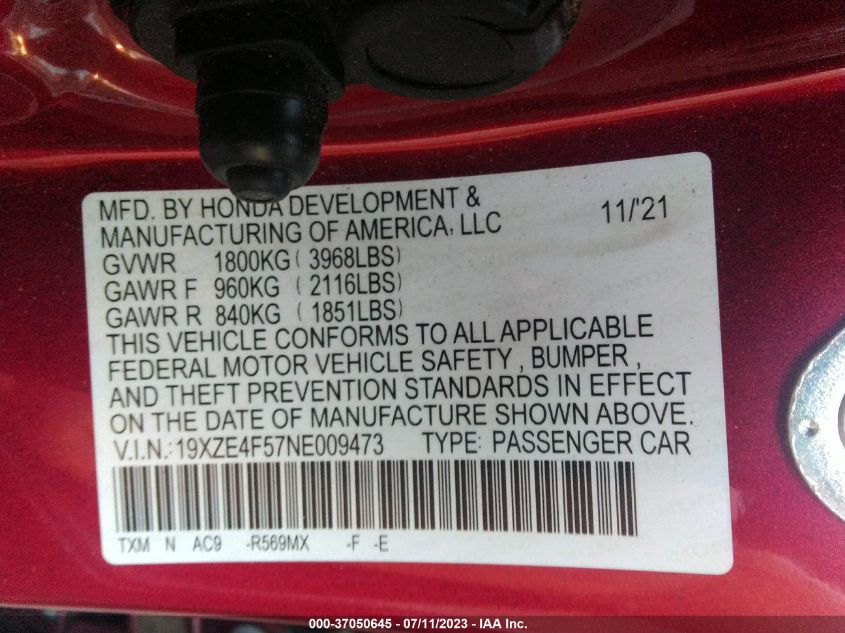 MFD. BY HONDA DEVELOPMENT & 11/'21
MANUFACTURING OF AMERICA, LLC
GVWR 1800KG ( 3968LBS)
GAWR F 960KG ( 2116LBS)
GAWR R 840KG ( 1851LBS)
THIS VEHICLE CONFORMS TO ALL APPLICABLE
FEDERAL MOTOR VEHICLE SAFETY , BUMPER ,
AND THEFT PREVENTION STANDARDS IN EFFECT
ON THE DATE OF MANUFACTURE SHOWN ABOVE.
V.I.N.: 19XZE4F57NE009473 TYPE: PASSENGER CAR
TXM N AC9 -R569MX -F -E
000-37050645 - 07/11/2023 - IAA Inc.